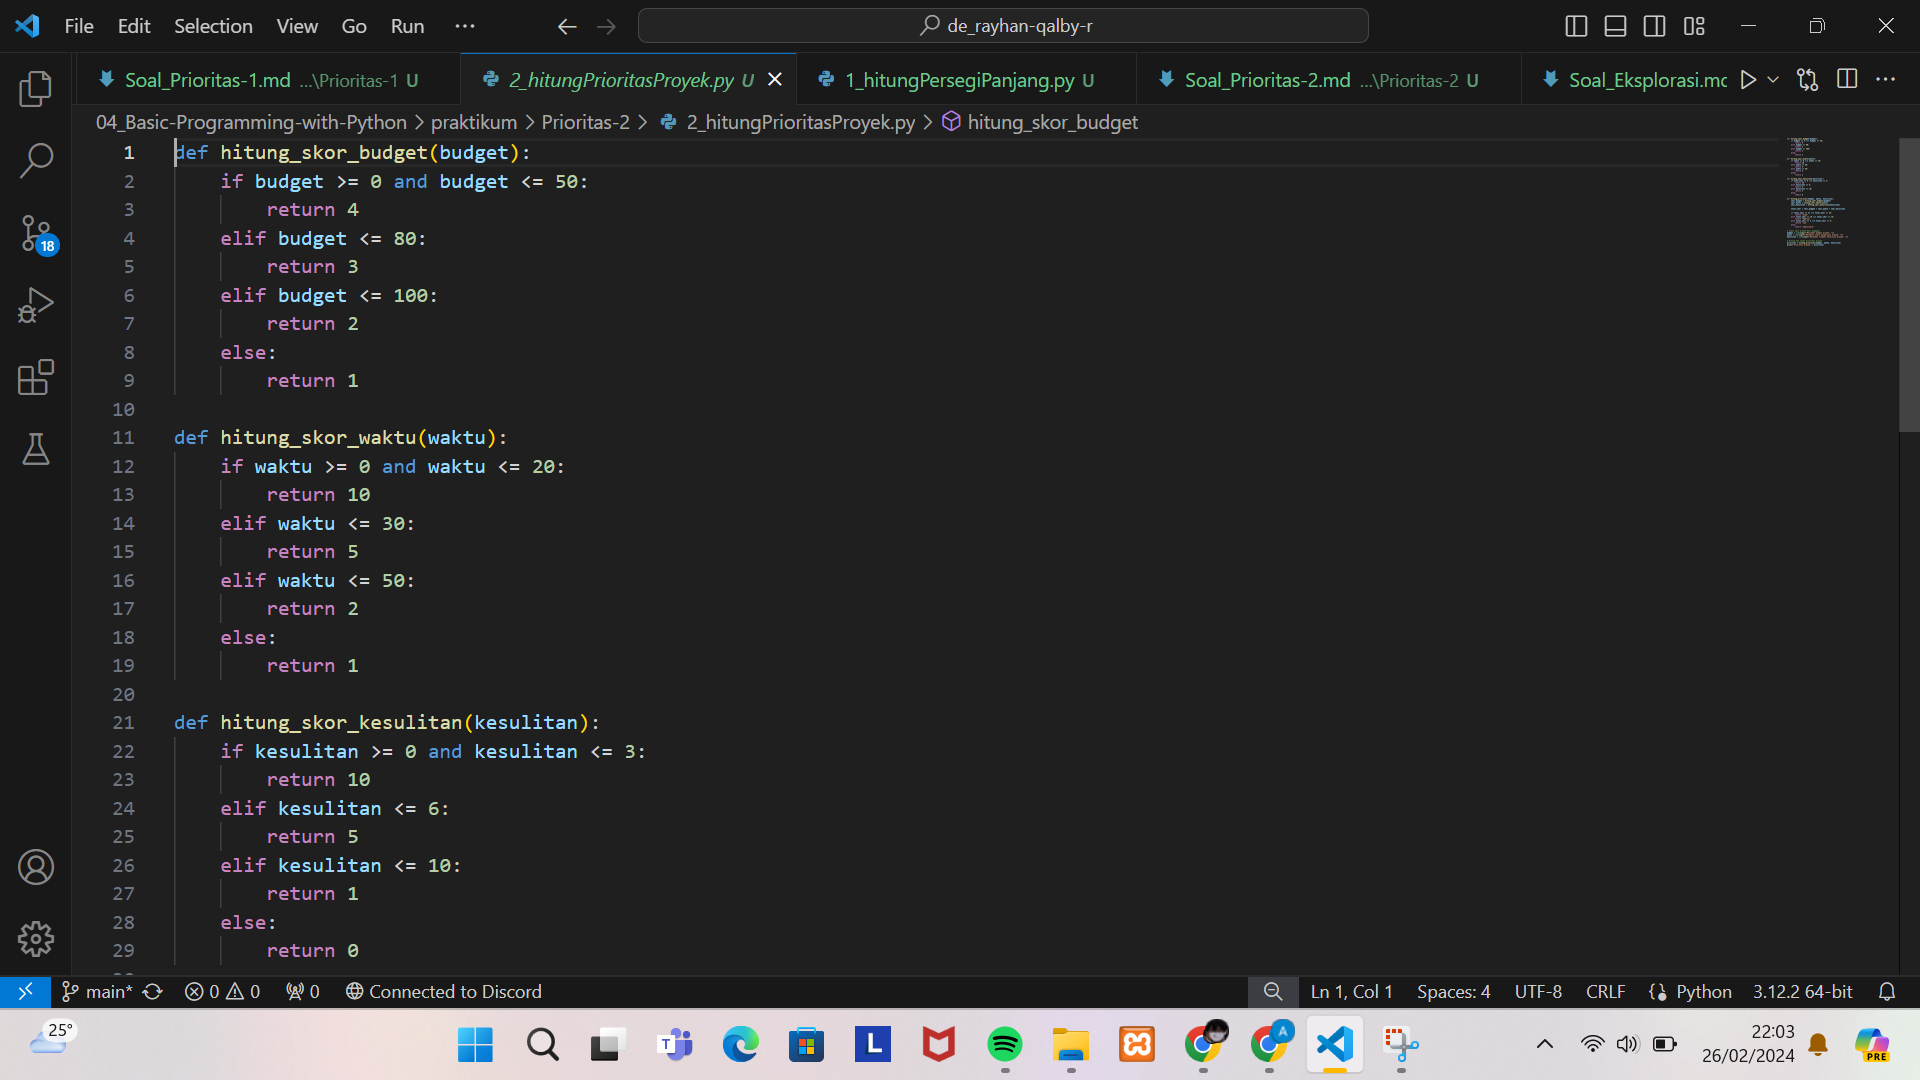 File Edit Selection View Go Run ··· de_rayhan-qalby-r
Soal_Prioritas-1.md ...\Prioritas-1 U 2_hitungPrioritasProyek.py U 1_hitungPersegiPanjang.py U Soal_Prioritas-2.md ...\Prioritas-2 U Soal_Eksplorasi.mc
04_Basic-Programming-with-Python > praktikum > Prioritas-2 > 2_hitungPrioritasProyek.py > hitung_skor_budget
1 def hitung_skor_budget(budget):
2 if budget >= 0 and budget <= 50:
3 return 4
4 elif budget <= 80:
5 return 3
6 elif budget <= 100:
7 return 2
8 else:
9 return 1
10
11 def hitung_skor_waktu(waktu):
12 if waktu >= 0 and waktu <= 20:
13 return 10
14 elif waktu <= 30:
15 return 5
16 elif waktu <= 50:
17 return 2
18 else:
19 return 1
20
21 def hitung_skor_kesulitan(kesulitan):
22 if kesulitan >= 0 and kesulitan <= 3:
23 return 10
24 elif kesulitan <= 6:
25 return 5
26 elif kesulitan <= 10:
27 return 1
28 else:
29 return 0
18
main* 0 0 0 Connected to Discord Ln 1, Col 1 Spaces: 4 UTF-8 CRLF Python 3.12.2 64-bit
25° T L A 22:03
26/02/2024 PRE